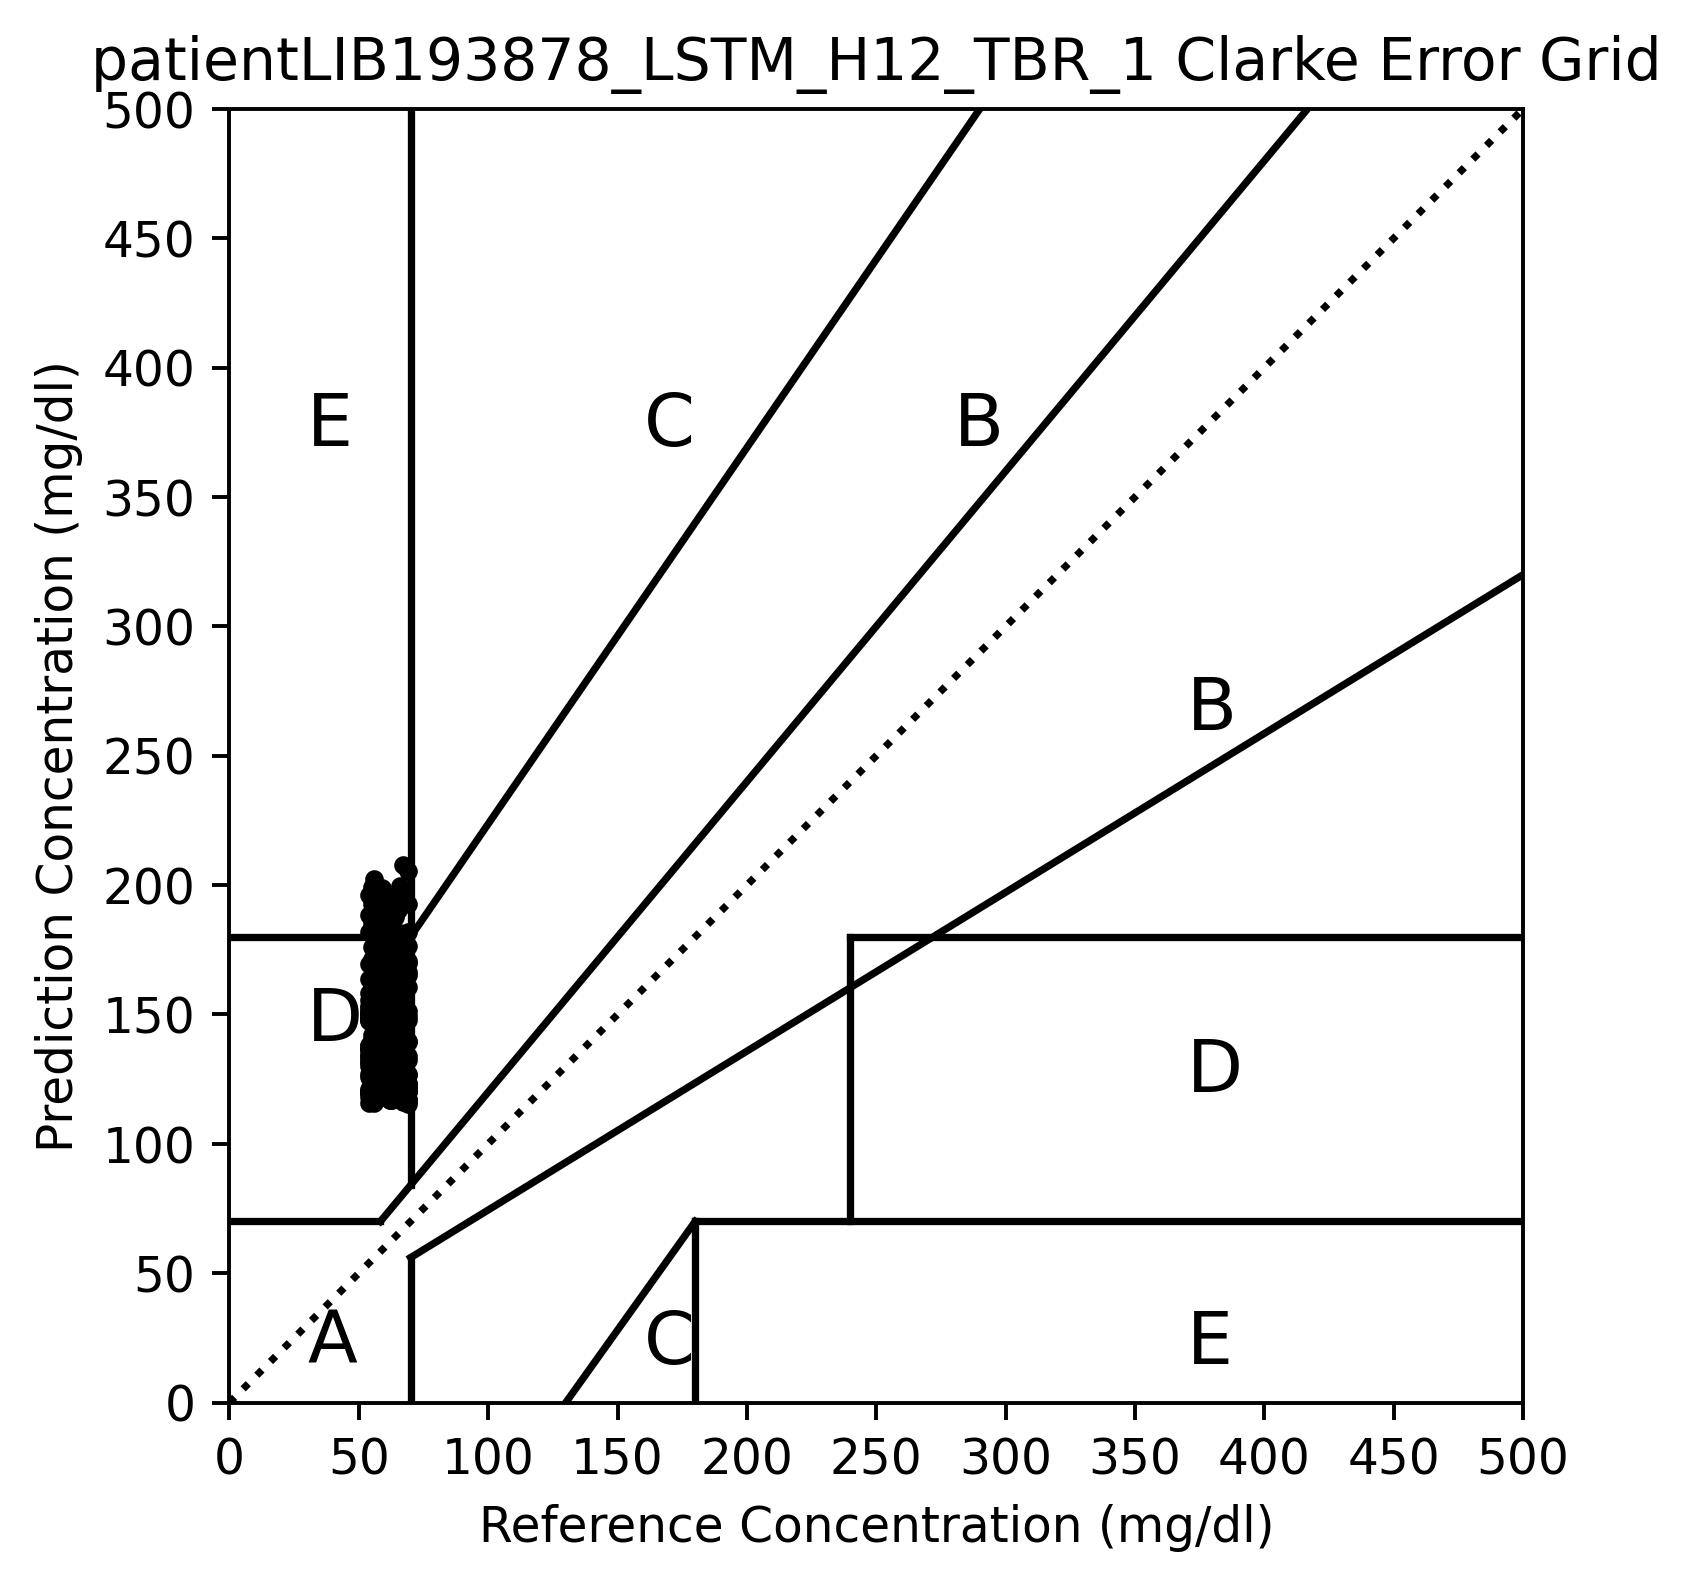 patientLIB193878_LSTM_H12_TBR_1 Clarke Error Grid
500
450
400
350
300
250
200
150
100
50
0
Prediction Concentration (mg/dl)
E
C
B
B
D
D
A
C
E
0 50 100 150 200 250 300 350 400 450 500
Reference Concentration (mg/dl)